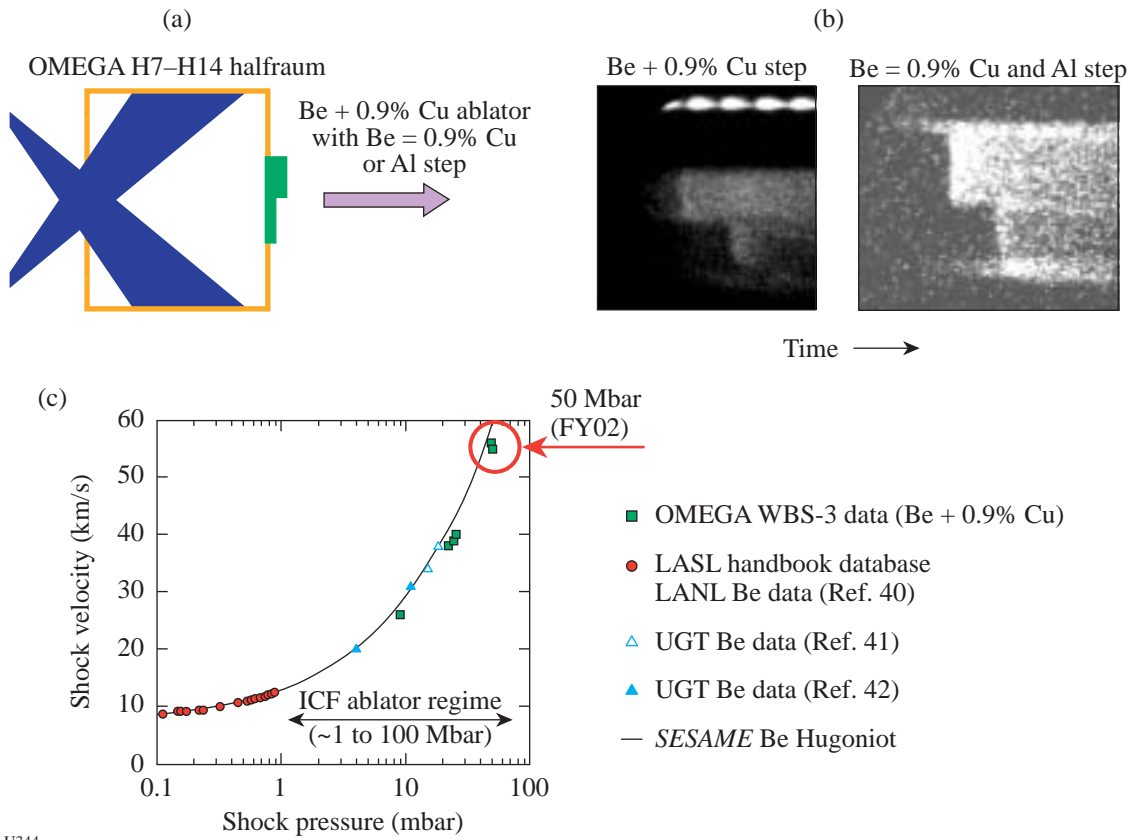 (a)
OMEGA H7–H14 halfraum
Be + 0.9% Cu ablator
with Be = 0.9% Cu
or Al step
(b)
Be + 0.9% Cu step
Be = 0.9% Cu and Al step
Time
(c)
50 Mbar
(FY02)
60
50
40
30
20
10
0
Shock velocity (km/s)
ICF ablator regime
(~1 to 100 Mbar)
0.1
1
10
100
Shock pressure (mbar)
OMEGA WBS-3 data (Be + 0.9% Cu)
LASL handbook database
LANL Be data (Ref. 40)
UGT Be data (Ref. 41)
UGT Be data (Ref. 42)
SESAME Be Hugoniot